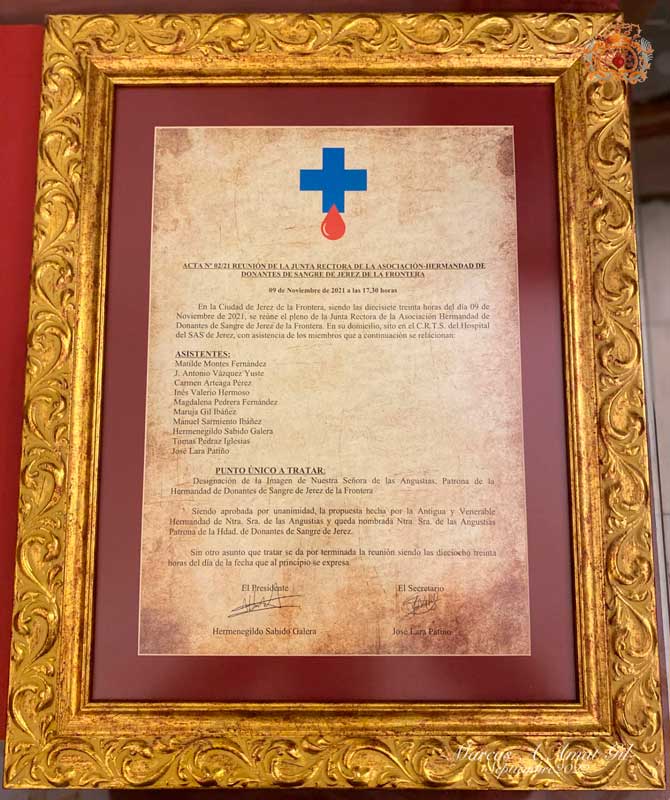 ACTA Nº 02/21 REUNIÓN DE LA JUNTA RECTORA DE LA ASOCIACIÓN-HERMANDAD DE
DONANTES DE SANGRE DE JEREZ DE LA FRONTERA
09 de Noviembre de 2021 a las 17,30 horas
En la Ciudad de Jerez de la Frontera, siendo las diecisiete treinta horas del día 09 de
Noviembre de 2021, se reúne el pleno de la Junta Rectora de la Asociación Hermandad de
Donantes de Sangre de Jerez de la Frontera. En su domicilio, sito en el C.R.T.S. del Hospital
del SAS de Jerez, con asistencia de los miembros que a continuación se relacionan:
ASISTENTES:
Matilde Montes Fernández
J. Antonio Vázquez Yuste
Carmen Arteaga Pérez
Inés Valerio Hermoso
Magdalena Pedrera Fernández
Maruja Gil Ibáñez
Manuel Sarmiento Ibáñez
Hermenegildo Sabido Galera
Tomas Pedraz Iglesias
José Lara Patiño
PUNTO ÚNICO A TRATAR:
Designación de la Imagen de Nuestra Señora de las Angustias, Patrona de la
Hermandad de Donantes de Sangre de Jerez de la Frontera
Siendo aprobada por unanimidad, la propuesta hecha por la Antigua y Venerable
Hermandad de Ntra. Sra. de las Angustias y queda nombrada Ntra. Sra. de las Angustias
Patrona de la Hdad. de Donantes de Sangre de Jerez.
Sin otro asunto que tratar se da por terminada la reunión siendo las dieciocho treinta
horas del día de la fecha que al principio se expresa.
El Presidente El Secretario
Hermenegildo Sabido Galera José Lara Patiño
Marcos A. Amat Gil